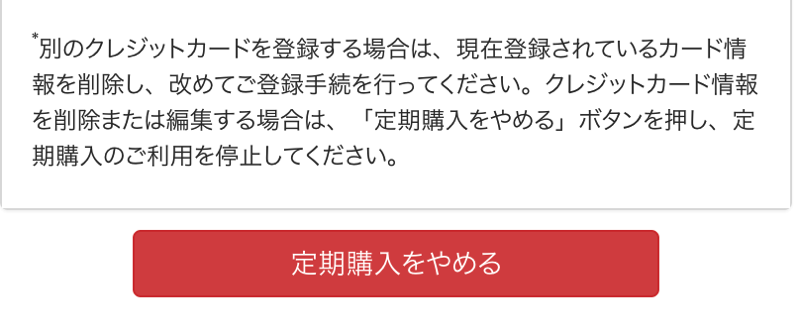 *別のクレジットカードを登録する場合は、現在登録されているカード情
報を削除し、改めてご登録手続を行ってください。クレジットカード情報
を削除または編集する場合は、「定期購入をやめる」ボタンを押し、定
期購入のご利用を停止してください。
定期購入をやめる